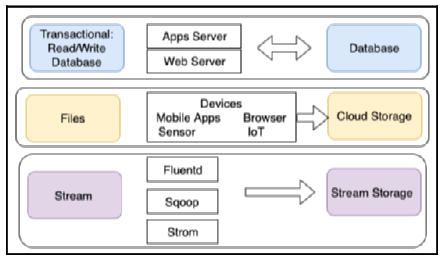 Transactional:
Read/Write
Database
Apps Server
Web Server
Database
Files
Devices
Mobile Apps Browser
Sensor IoT
Cloud Storage
Stream
Fluentd
Sqoop
Strom
Stream Storage